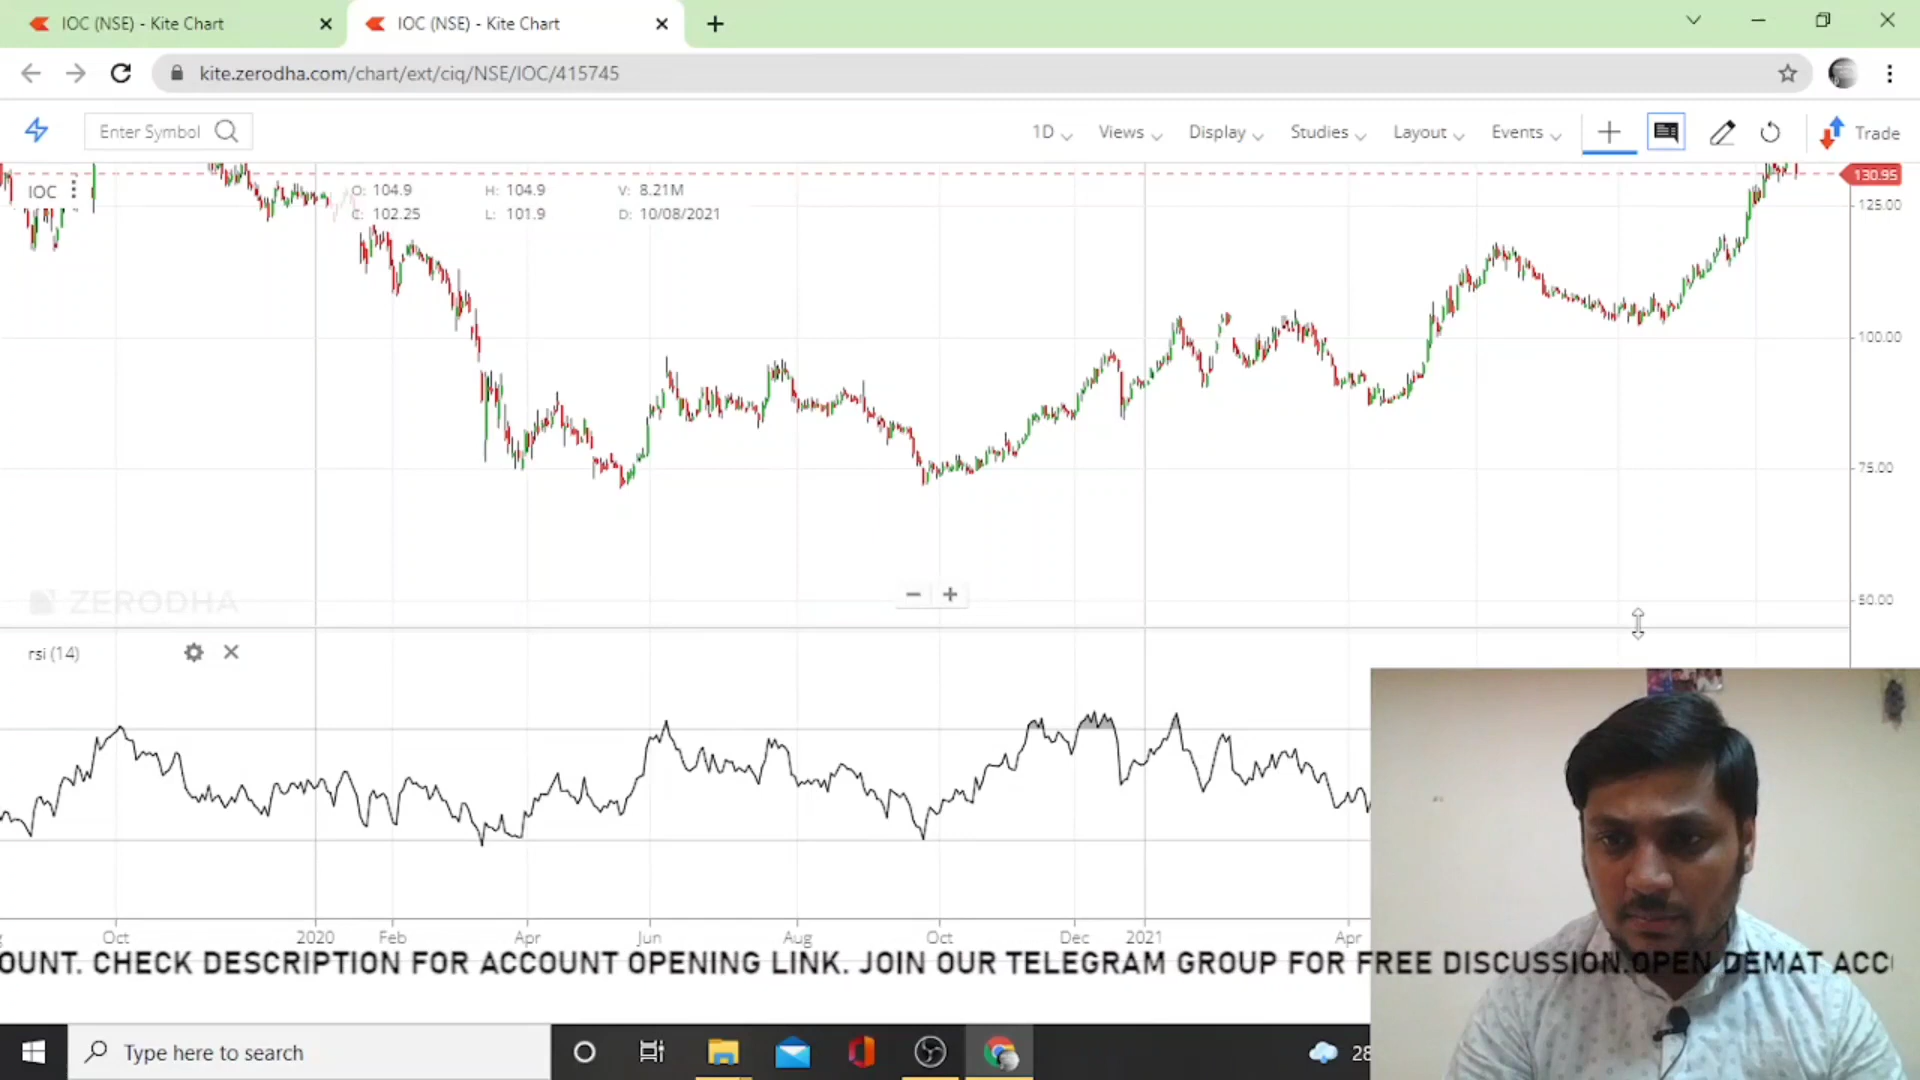 IOC (NSE) - Kite Chart
IOC (NSE) - Kite Chart
kite.zerodha.com/chart/ext/ciq/NSE/IOC/415745
Enter Symbol
1D
Views
Display
Studies
Layout
Events
Trade
IOC
O: 104.9
H: 104.9
V: 8.21M
C: 102.25
L: 101.9
D: 10/08/2021
130.95
125.00
100.00
75.00
50.00
ZERODHA
rsi (14)
Oct
2020
Feb
Apr
Jun
Aug
Oct
Dec
2021
Apr
OUNT. CHECK DESCRIPTION FOR ACCOUNT OPENING LINK. JOIN OUR TELEGRAM GROUP FOR FREE DISCUSSION.OPEN DEMAT ACC
Type here to search
28